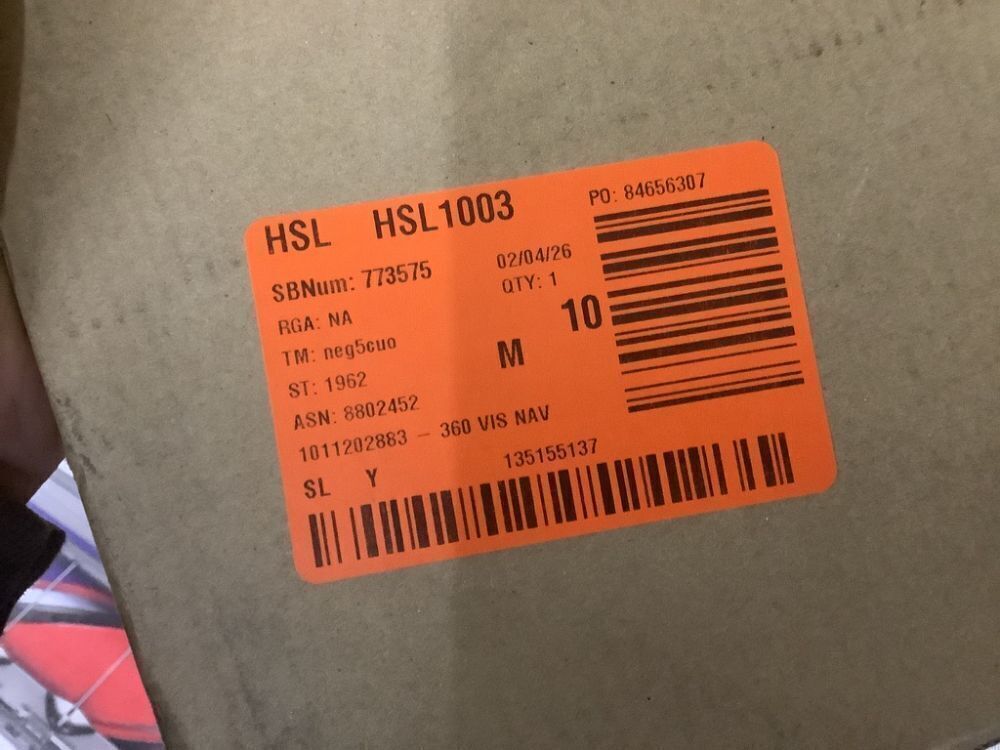 HSL HSL1003
PO: 84656307
SBNum: 773575
02/04/26
QTY: 1
RGA: NA
10
TM: neg5cuo
M
ST: 1962
ASN: 8802452
1011202883 - 360 VIS NAV
SL Y
135155137